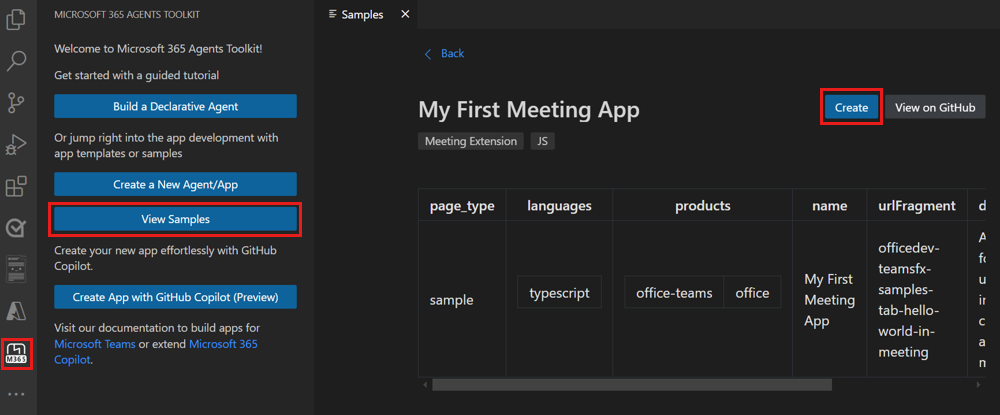 MICROSOFT 365 AGENTS TOOLKIT
Welcome to Microsoft 365 Agents Toolkit!
Get started with a guided tutorial
Build a Declarative Agent
Or jump right into the app development with
app templates or samples
Create a New Agent/App
View Samples
Create your new app effortlessly with GitHub
Copilot.
Create App with GitHub Copilot (Preview)
Visit our documentation to build apps for
Microsoft Teams or extend Microsoft 365
Copilot.
M365
Samples
Back
My First Meeting App
Create
View on GitHub
Meeting Extension
JS
page_type languages products name urlFragment d
sample
typescript
office-teams office
My First
Meeting
App
officedev-
teamsfx-
samples-
tab-hello-
world-in-
meeting